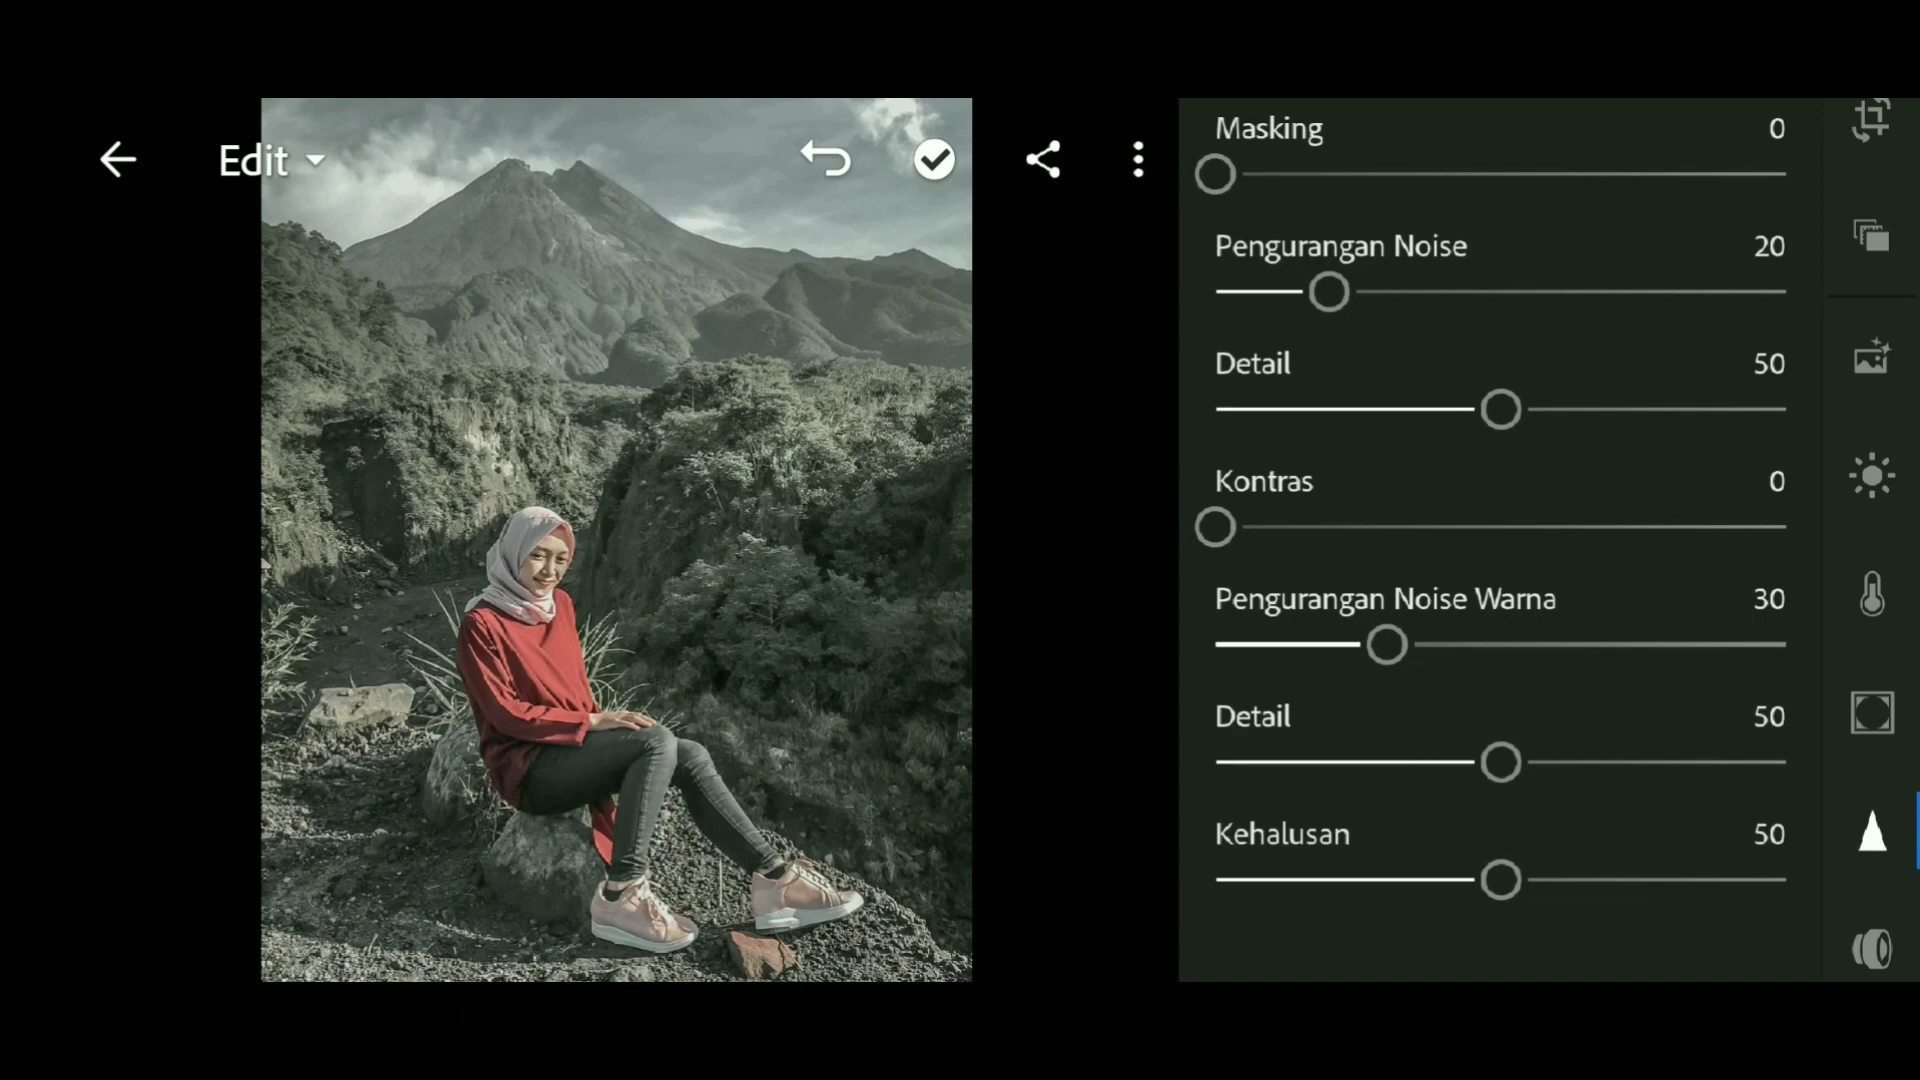 Edit
Masking 0
Pengurangan Noise 20
Detail 50
Kontras 0
Pengurangan Noise Warna 30
Detail 50
Kehalusan 50